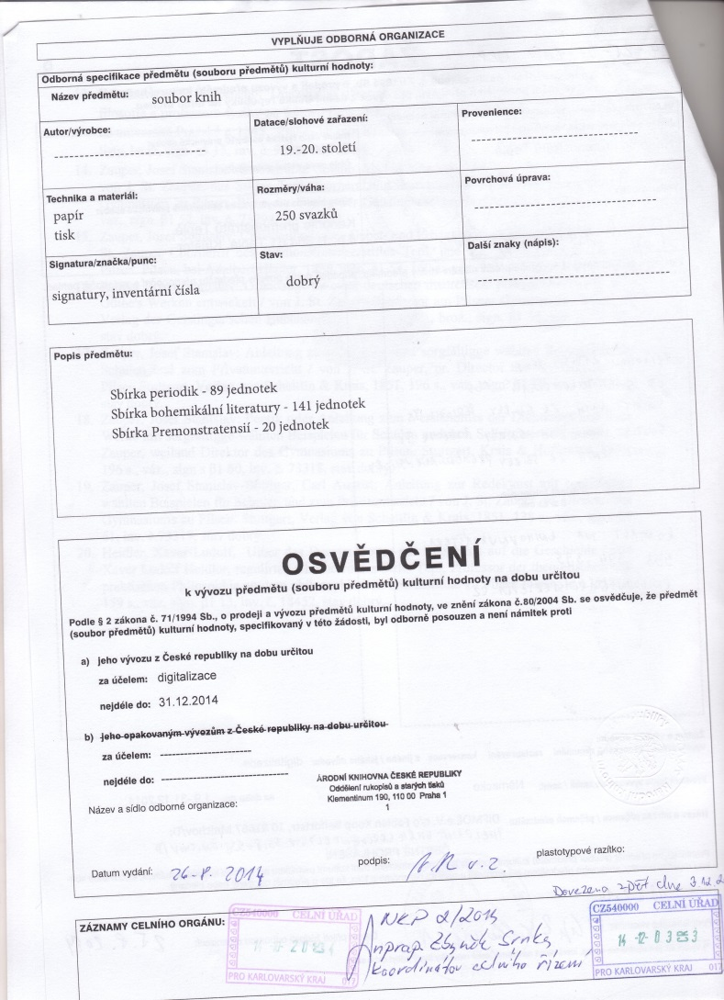 VYPLŇUJE ODBORNÁ ORGANIZACE
Odborná specifikace předmětu (souboru předmětů) kulturní hodnoty:
Název předmětu: soubor knih
Autor/výrobce:
Datace/slohové zařazení:
19.-20. století
Provenience:
Technika a materiál:
papír
tisk
Rozměry/váha:
250 svazků
Povrchová úprava:
Signatura/značka/punc:
signatury, inventární čísla
Stav:
dobrý
Další znaky (nápis):
Popis předmětu:
Sbírka periodik - 89 jednotek
Sbírka bohemikální literatury - 141 jednotek
Sbírka Premonstratensií - 20 jednotek
OSVĚDČENÍ
k vývozu předmětu (souboru předmětů) kulturní hodnoty na dobu určitou
Podle § 2 zákona č. 71/1994 Sb., o prodeji a vývozu předmětů kulturní hodnoty, ve znění zákona č.80/2004 Sb. se osvědčuje, že předmět
(soubor předmětů) kulturní hodnoty, specifikovaný v této žádosti, byl odborně posouzen a není námitek proti
a) jeho vývozu z České republiky na dobu určitou
za účelem: digitalizace
nejdéle do: 31.12.2014
b) jeho opakovaným vývozům z České republiky na dobu určitou
za účelem:
nejdéle do:
ÁRODNÍ KNIHOVNA ČESKÉ REPUBLIKY
Oddělení rukopisů a starých tisků
Klementinum 190, 110 00 Praha 1
1
Název a sídlo odborné organizace:
Datum vydání: 26.8. 2014
podpis:
plastotypové razítko:
Dovezeno zpět dne 3.12.2
ZÁZNAMY CELNÍHO ORGÁNU:
CZ540000 CELNÍ ÚŘAD
PRO KARLOVARSKÝ KRAJ 017
NKP 2/2014
nprap. Zbyněk Srnka,
koordinátor celního řízení
CZ540000 CELNÍ ÚŘAD
14 -12- 03
PRO KARLOVARSKÝ KRAJ 017